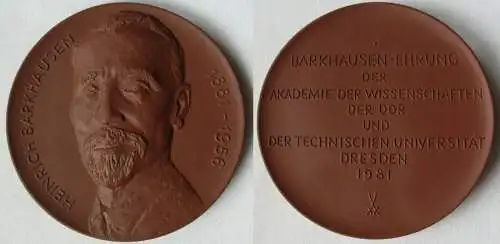 HEINRICH BARKHAUSEN
1881-1956
BARKHAUSEN-EHRUNG
DER
AKADEMIE DER WISSENSCHAFTEN
DER DDR
UND
DER TECHNISCHEN UNIVERSITÄT
DRESDEN
1981